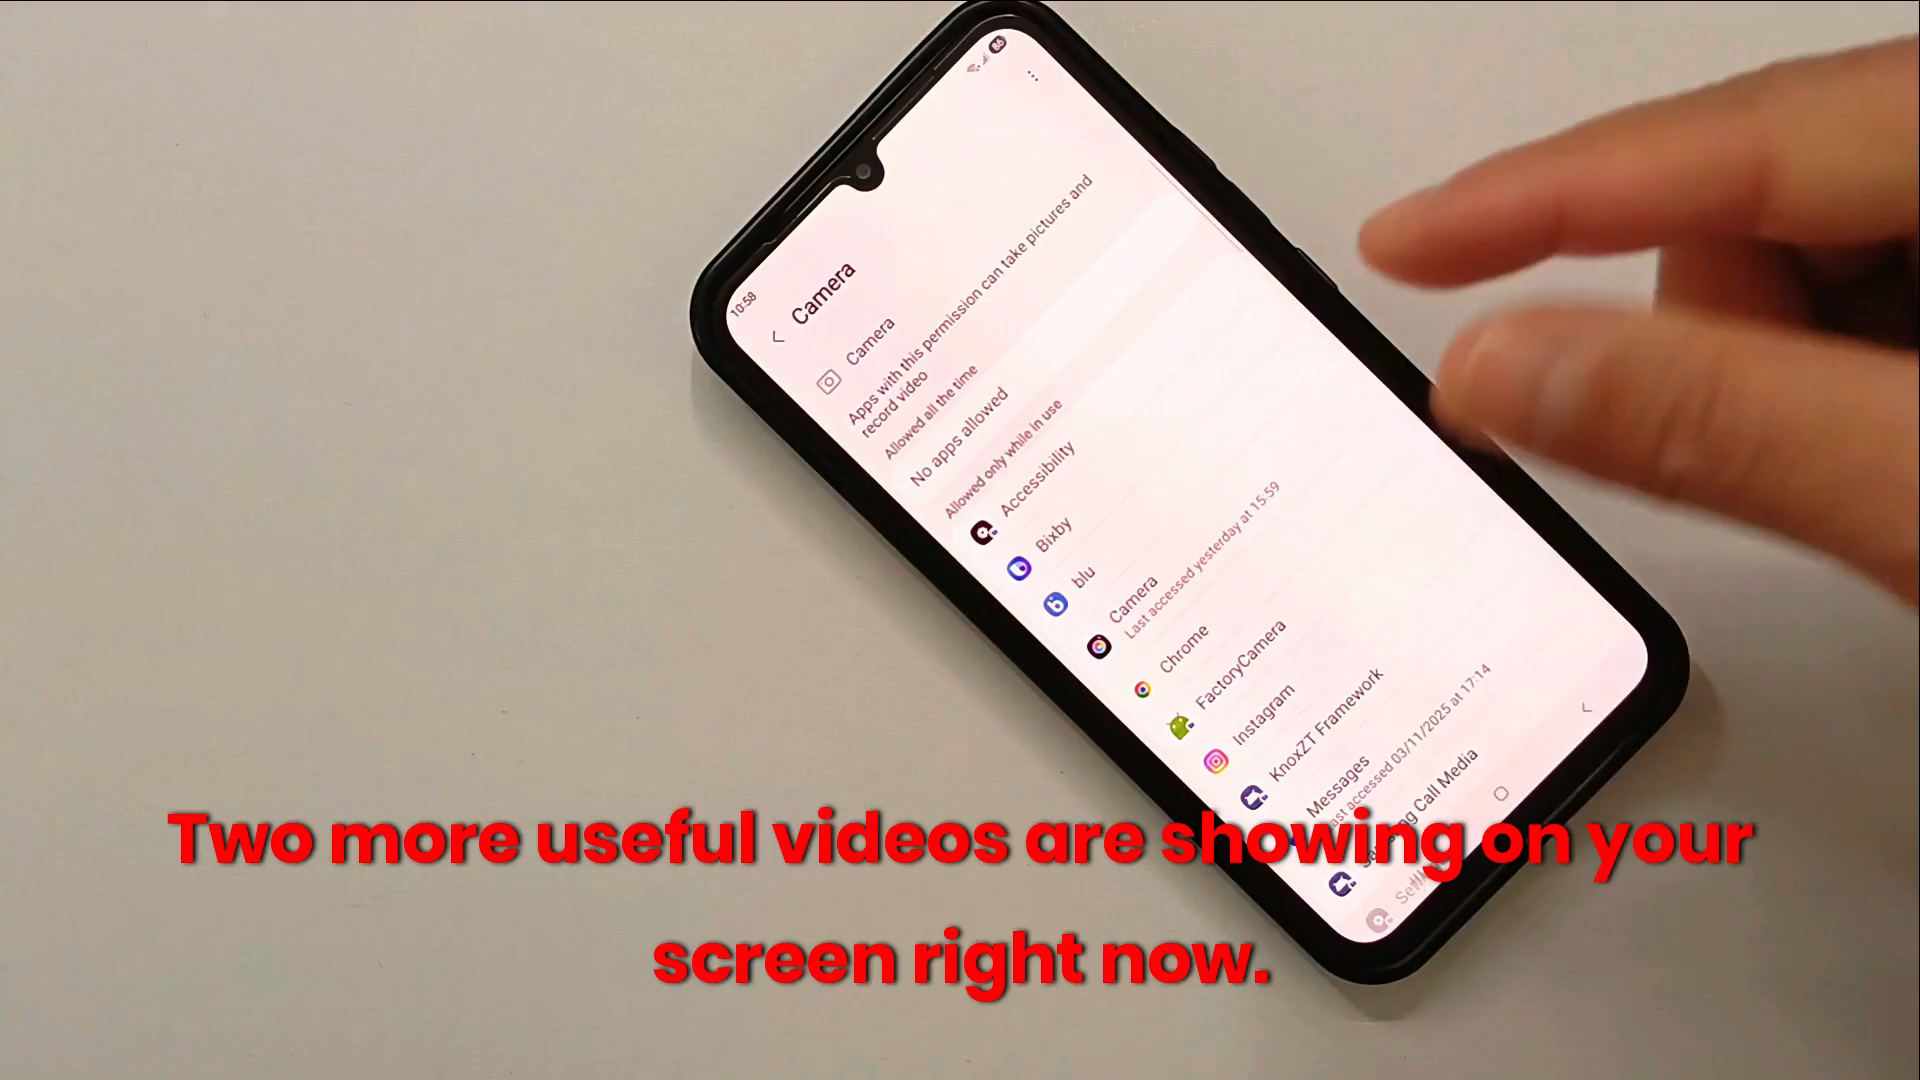 86
10:58
Camera
Camera
Apps with this permission can take pictures and
record video
Allowed all the time
No apps allowed
Allowed only while in use
Accessibility
Bixby
blu
Camera
Last accessed yesterday at 15:59
Chrome
FactoryCamera
Instagram
KnoxZT Framework
Messages
Last accessed 03/11/2025 at 17:14
Samsung Call Media
Two more useful videos are showing on your
screen right now.